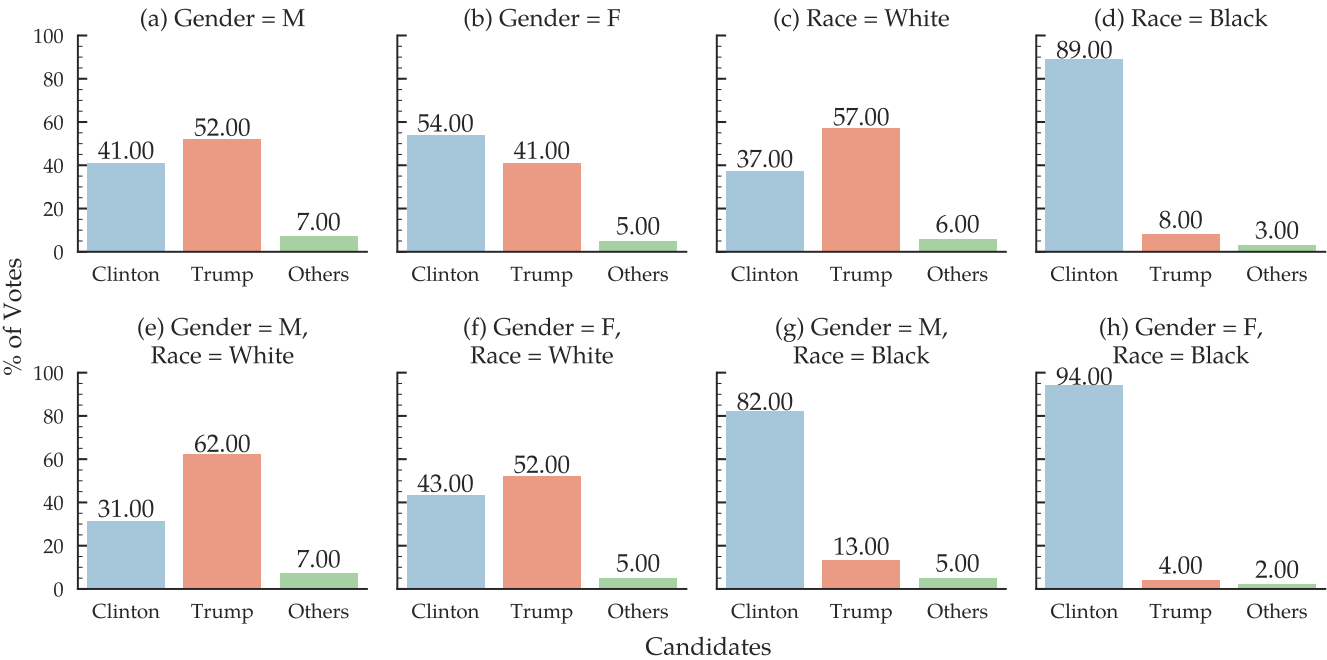 (a) Gender = M
(b) Gender = F
(c) Race = White
(d) Race = Black
100
80
60
40
20
0
41.00
52.00
7.00
54.00
41.00
5.00
37.00
57.00
6.00
89.00
8.00
3.00
Clinton Trump Others
Clinton Trump Others
Clinton Trump Others
Clinton Trump Others
% of Votes
(e) Gender = M,
Race = White
(f) Gender = F,
Race = White
(g) Gender = M,
Race = Black
(h) Gender = F,
Race = Black
100
80
60
40
20
0
31.00
62.00
7.00
43.00
52.00
5.00
82.00
13.00
5.00
94.00
4.00
2.00
Clinton Trump Others
Clinton Trump Others
Clinton Trump Others
Clinton Trump Others
Candidates